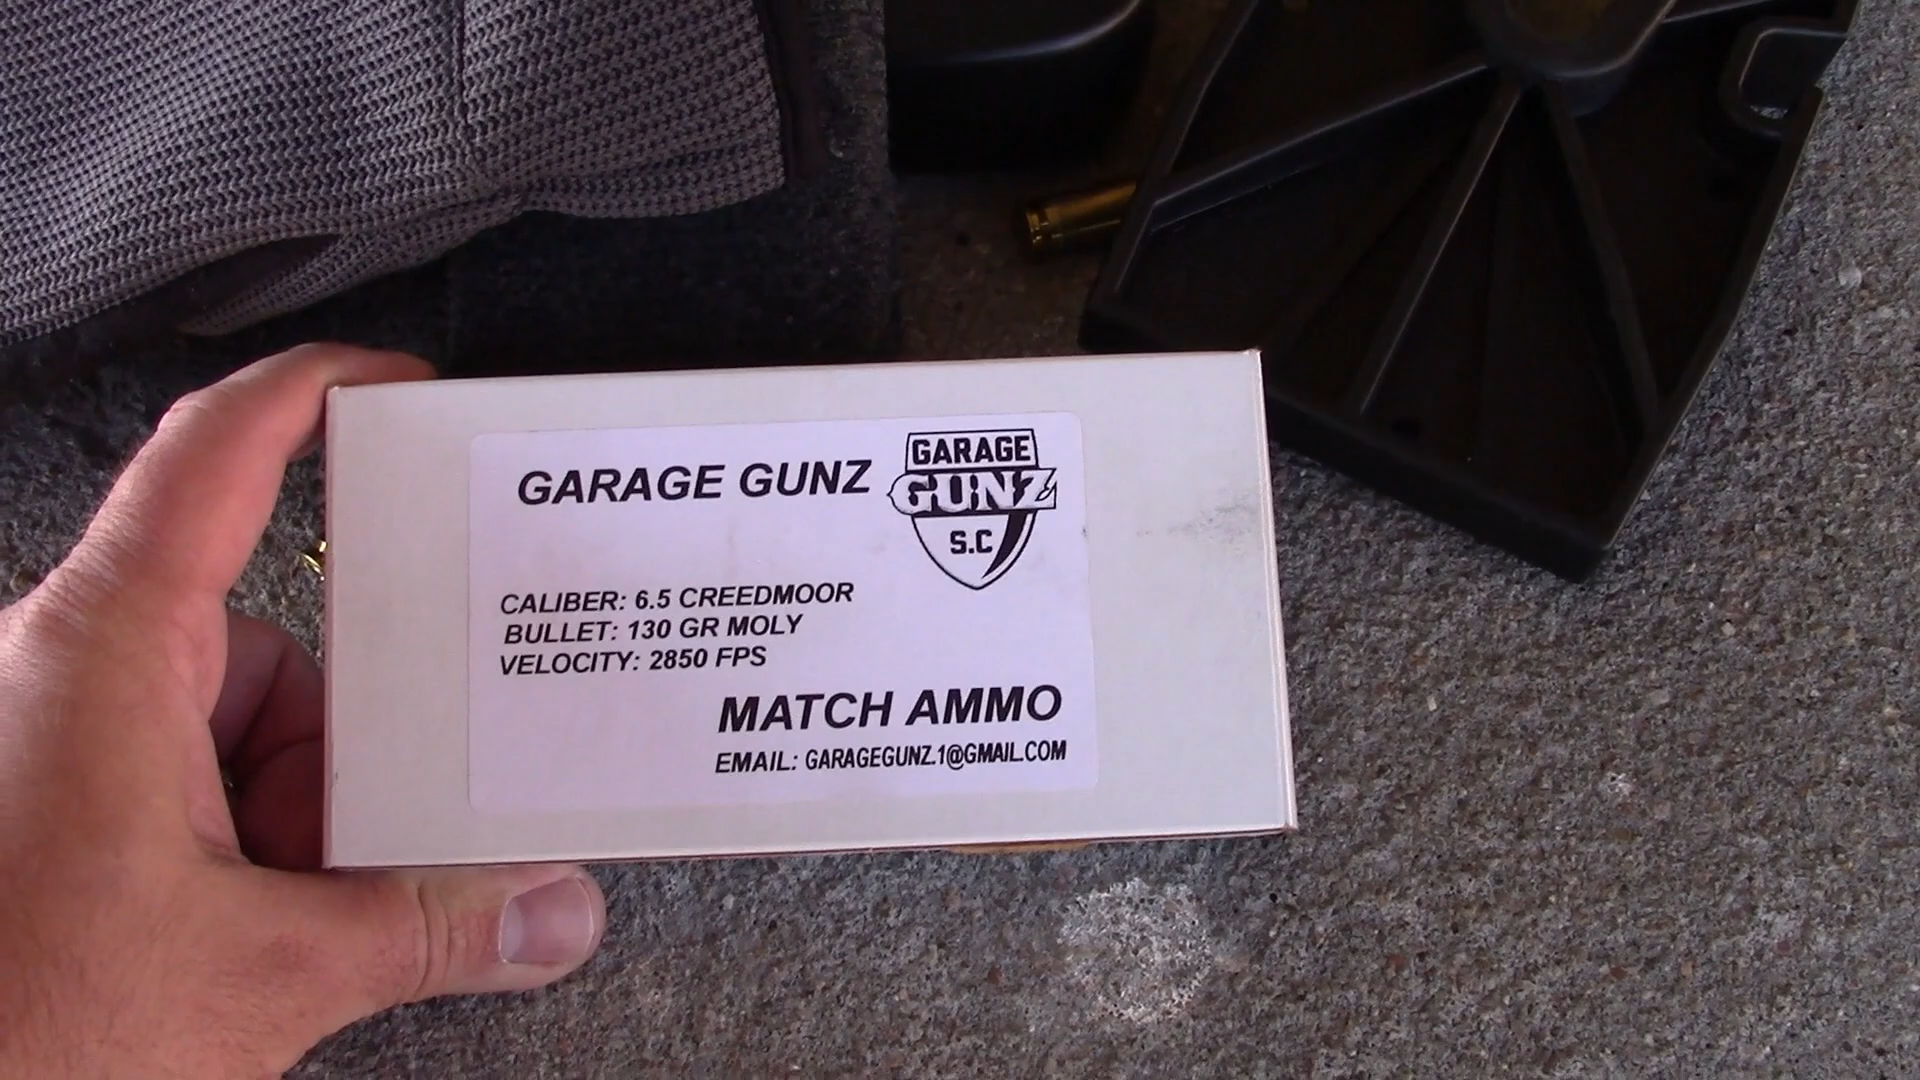 GARAGE GUNZ
GARAGE
GUNZ
S.C
CALIBER: 6.5 CREEDMOOR
BULLET: 130 GR MOLY
VELOCITY: 2850 FPS
MATCH AMMO
EMAIL: GARAGEGUNZ.1@GMAIL.COM